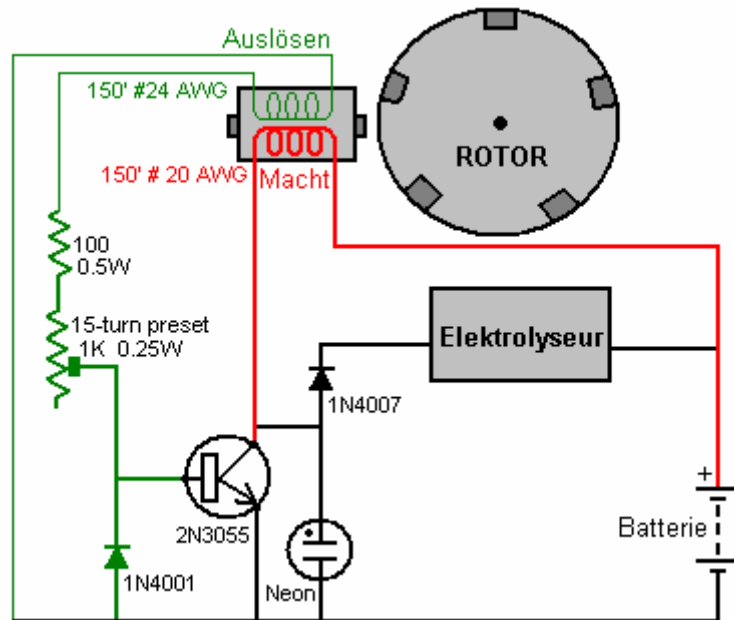 Auslösen
150' #24 AWG
ROTOR
150' # 20 AWG
Macht
100
0.5W
15-turn preset
1K 0.25W
Elektrolyseur
1N4007
+
2N3055
Batterie
1N4001
Neon